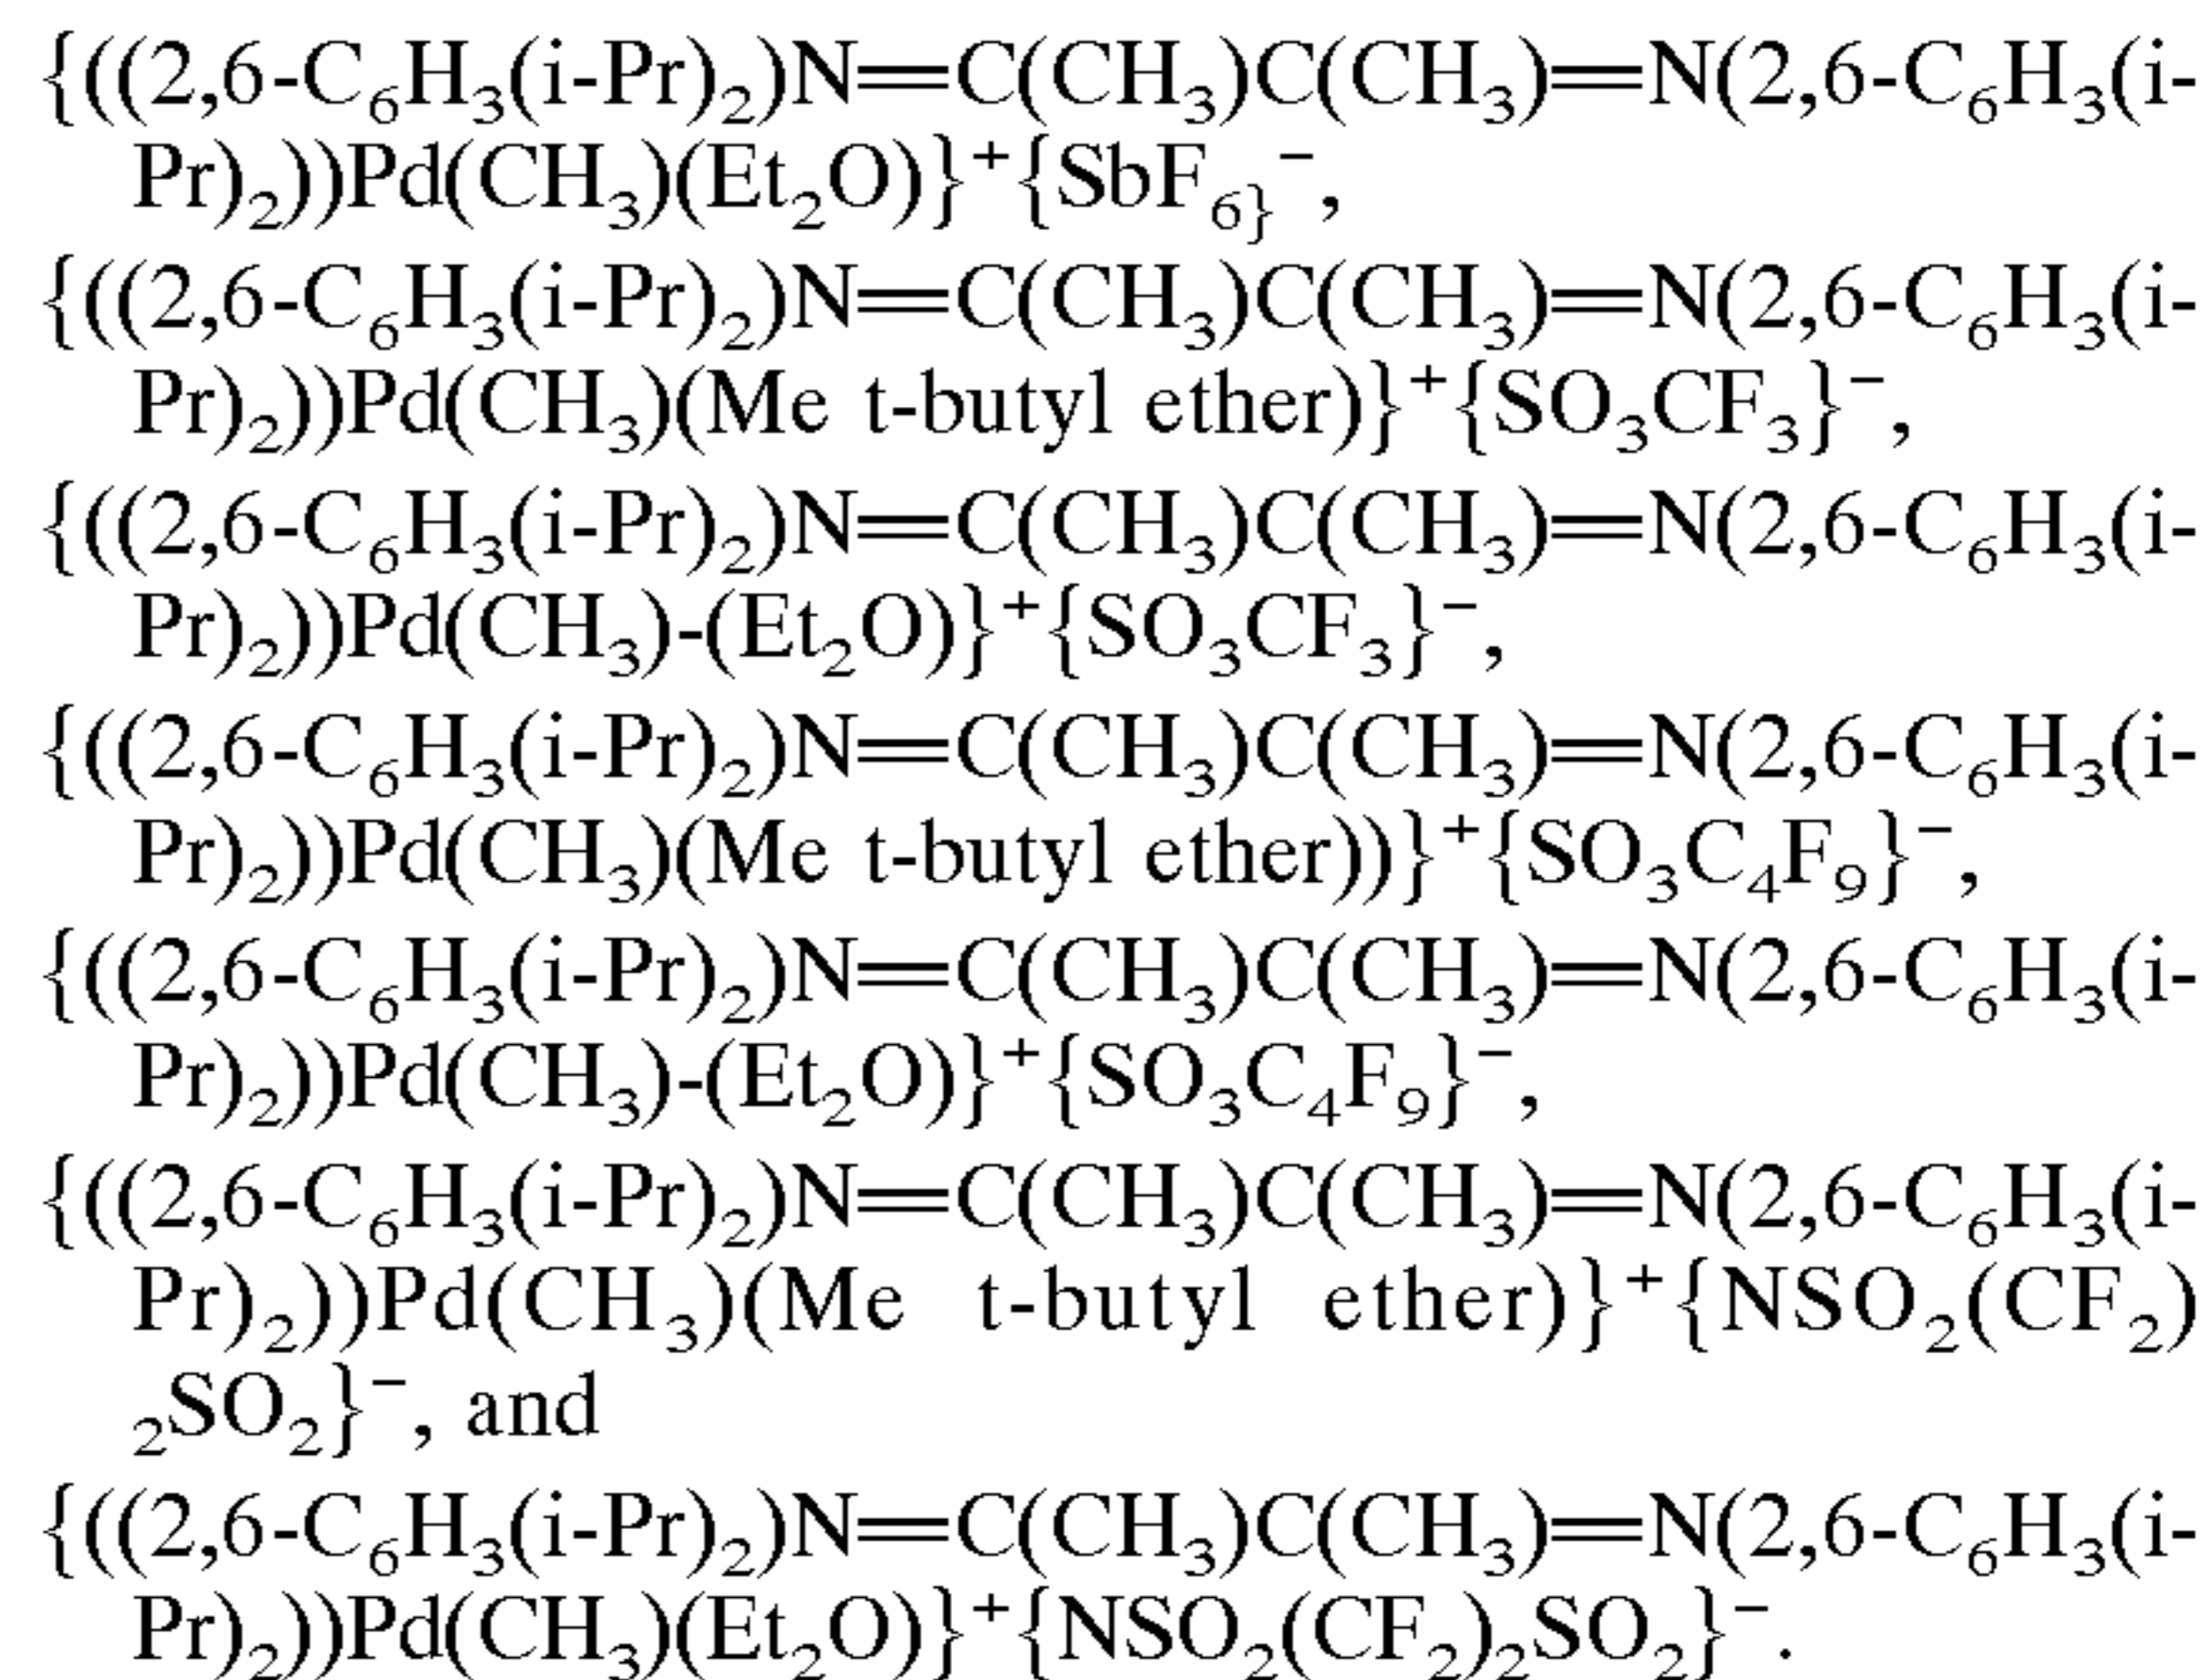 {(((2,6-C₆H₃(i-Pr)₂)N═C(CH₃)C(CH₃)═N(2,6-C₆H₃(i-
Pr)₂))Pd(CH₃)(Et₂O)}⁺{SbF₆}⁻,
{(((2,6-C₆H₃(i-Pr)₂)N═C(CH₃)C(CH₃)═N(2,6-C₆H₃(i-
Pr)₂))Pd(CH₃)(Me t-butyl ether)}⁺{SO₃CF₃}⁻,
{(((2,6-C₆H₃(i-Pr)₂)N═C(CH₃)C(CH₃)═N(2,6-C₆H₃(i-
Pr)₂))Pd(CH₃)-(Et₂O)}⁺{SO₃CF₃}⁻,
{(((2,6-C₆H₃(i-Pr)₂)N═C(CH₃)C(CH₃)═N(2,6-C₆H₃(i-
Pr)₂))Pd(CH₃)(Me t-butyl ether))}⁺{SO₃C₄F₉}⁻,
{(((2,6-C₆H₃(i-Pr)₂)N═C(CH₃)C(CH₃)═N(2,6-C₆H₃(i-
Pr)₂))Pd(CH₃)-(Et₂O)}⁺{SO₃C₄F₉}⁻,
{(((2,6-C₆H₃(i-Pr)₂)N═C(CH₃)C(CH₃)═N(2,6-C₆H₃(i-
Pr)₂))Pd(CH₃)(Me t-butyl ether)}⁺{NSO₂(CF₂)
₂SO₂}⁻, and
{(((2,6-C₆H₃(i-Pr)₂)N═C(CH₃)C(CH₃)═N(2,6-C₆H₃(i-
Pr)₂))Pd(CH₃)(Et₂O)}⁺{NSO₂(CF₂)₂SO₂}⁻.